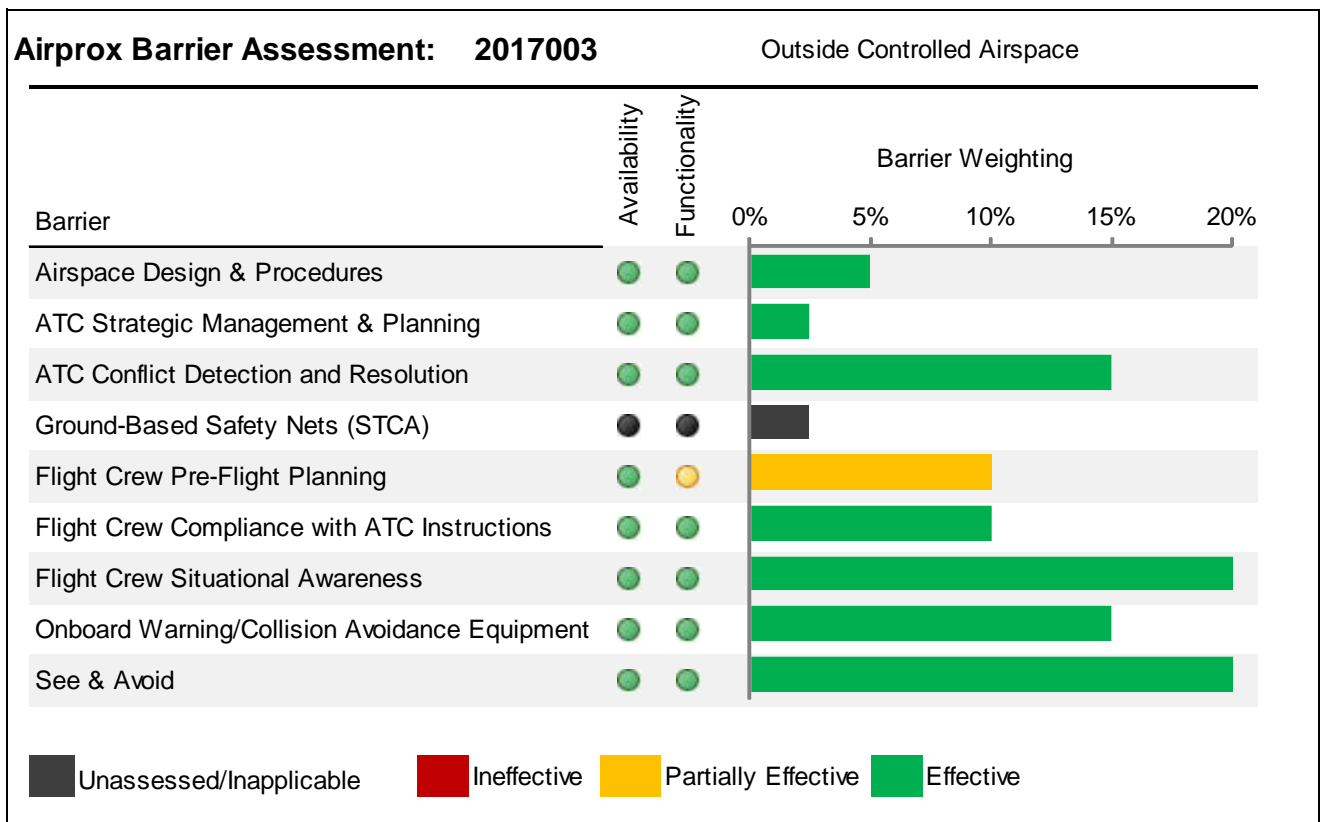 Airprox Barrier Assessment: 2017003 Outside Controlled Airspace
Availability
Functionality
Barrier Weighting
Barrier
0% 5% 10% 15% 20%
Airspace Design & Procedures
ATC Strategic Management & Planning
ATC Conflict Detection and Resolution
Ground-Based Safety Nets (STCA)
Flight Crew Pre-Flight Planning
Flight Crew Compliance with ATC Instructions
Flight Crew Situational Awareness
Onboard Warning/Collision Avoidance Equipment
See & Avoid
Unassessed/Inapplicable Ineffective Partially Effective Effective